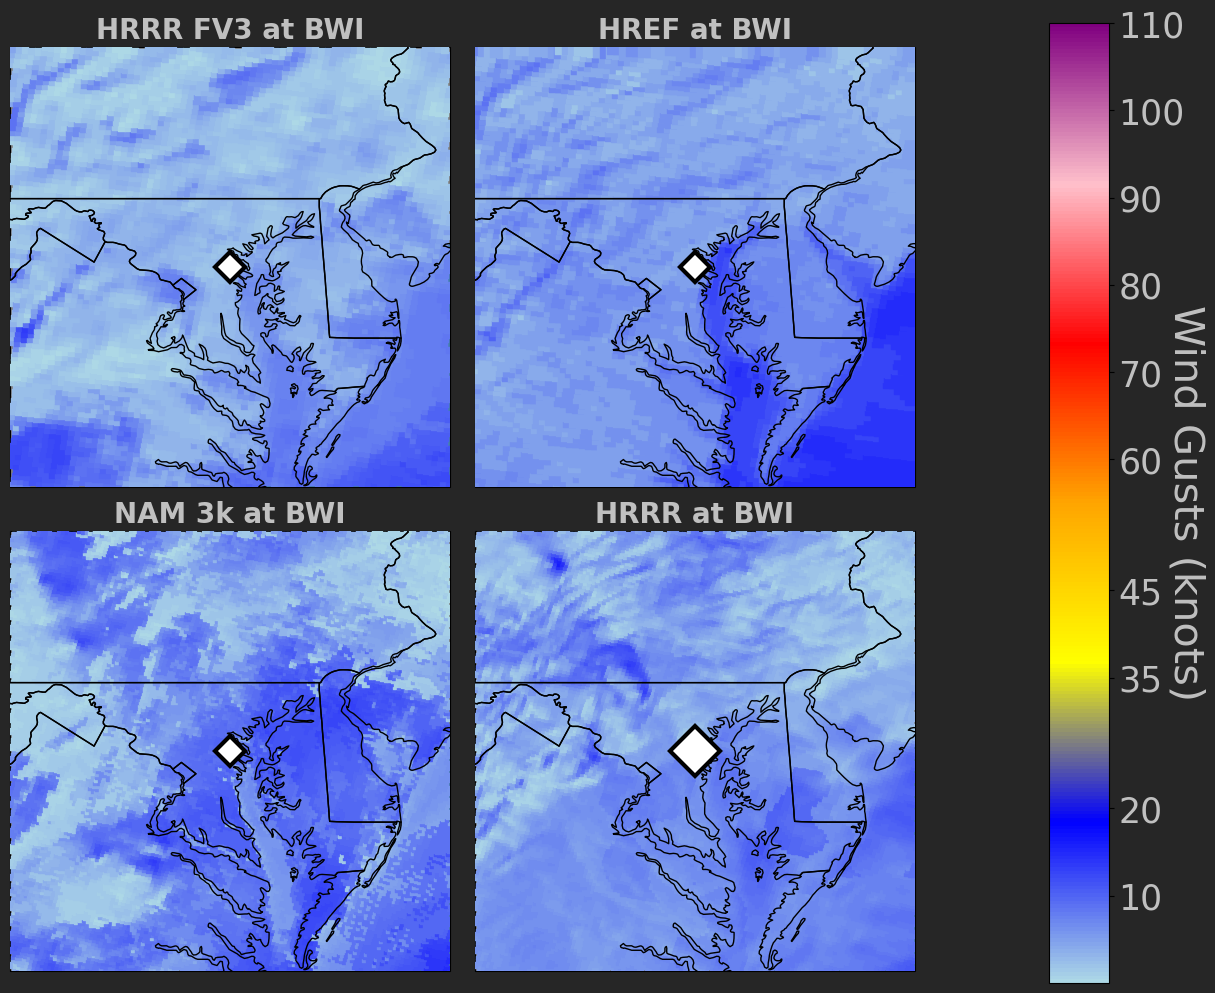 HRRR FV3 at BWI
HREF at BWI
NAM 3k at BWI
HRRR at BWI
110
100
90
80
70
60
45
35
20
10
Wind Gusts (knots)